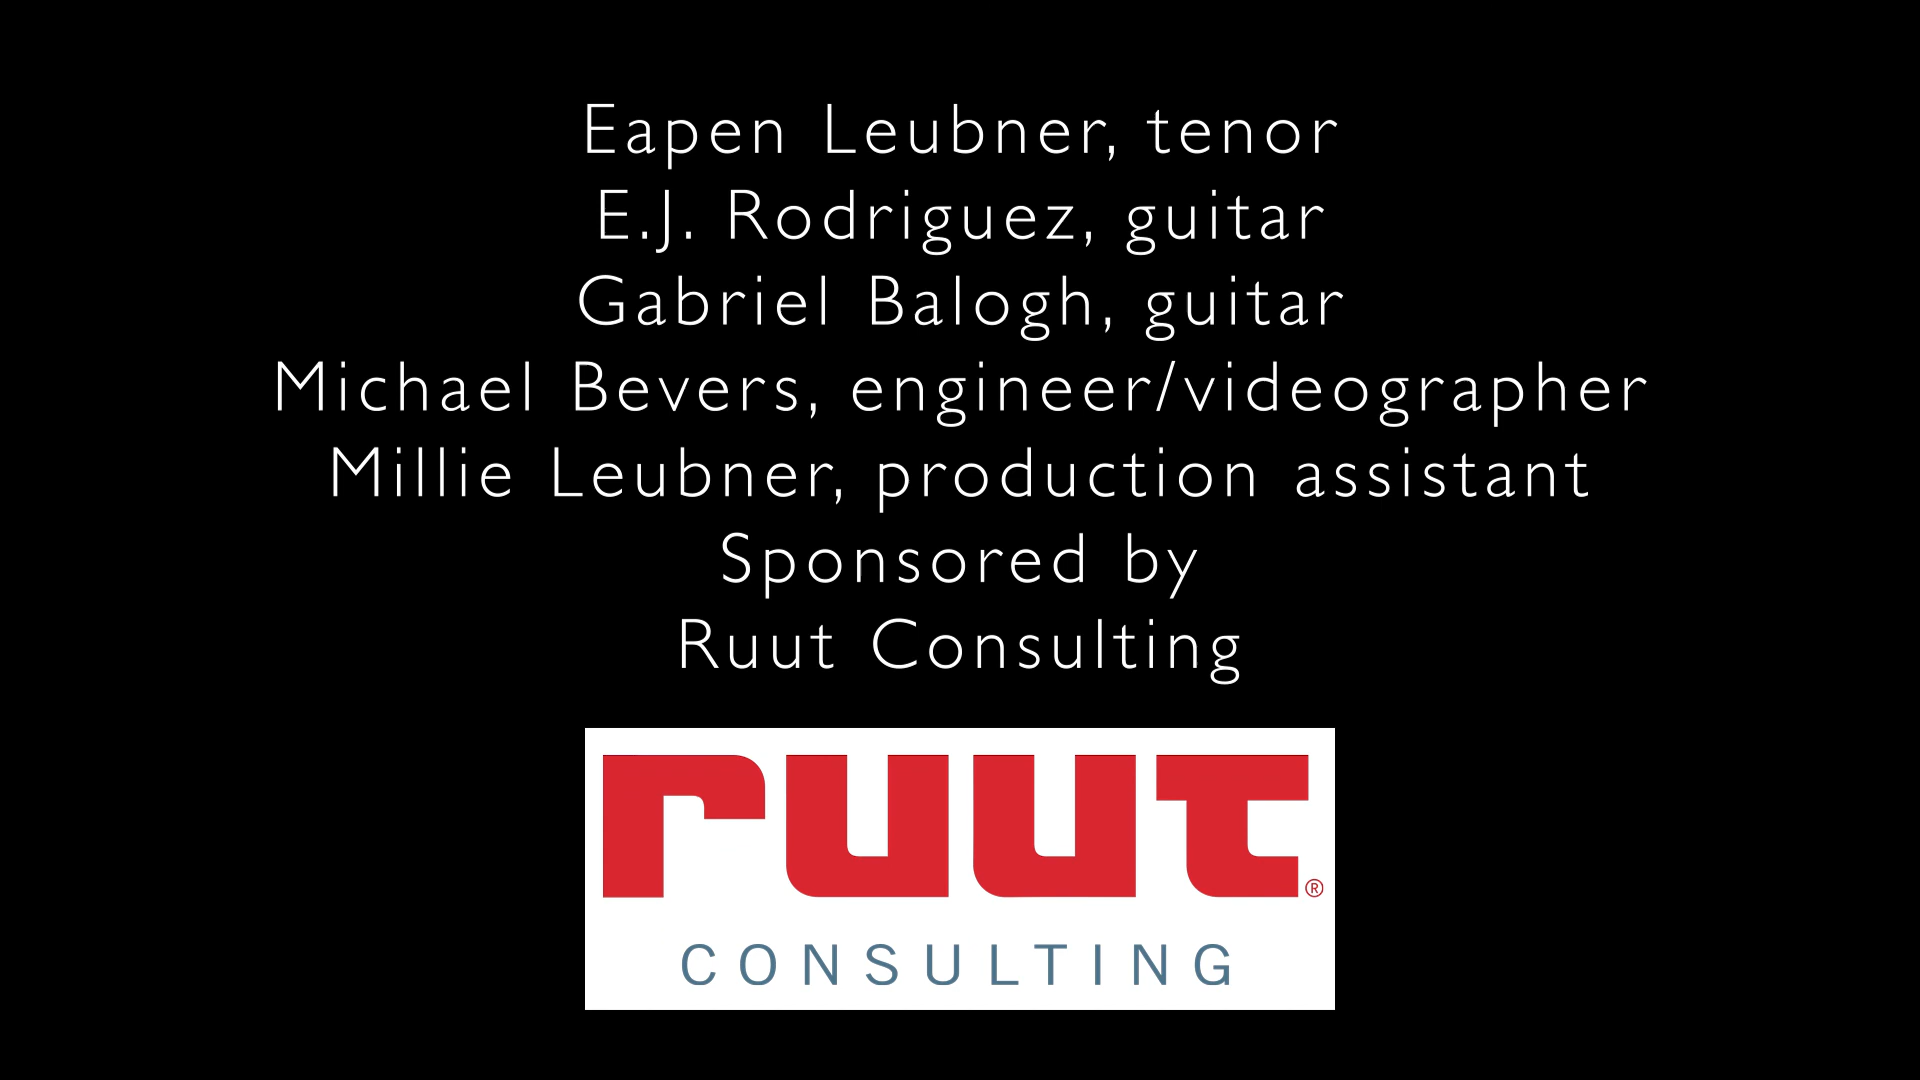 Eapen Leubner, tenor
E.J. Rodriguez, guitar
Gabriel Balogh, guitar
Michael Bevers, engineer/videographer
Millie Leubner, production assistant
Sponsored by
Ruut Consulting
ruut®
CONSULTING